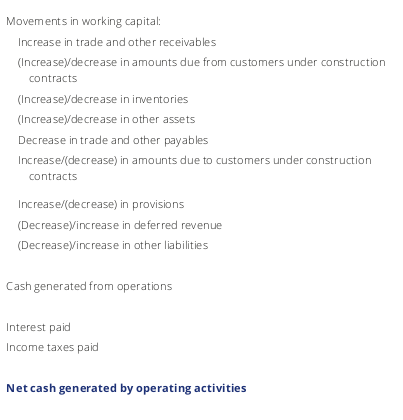 Movements in working capital:
Increase in trade and other receivables
(Increase)/decrease in amounts due from customers under construction
contracts
(Increase)/decrease in inventories
(Increase)/decrease in other assets
Decrease in trade and other payables
Increase/(decrease) in amounts due to customers under construction
contracts
Increase/(decrease) in provisions
(Decrease)/increase in deferred revenue
(Decrease)/increase in other liabilities
Cash generated from operations
Interest paid
Income taxes paid
Net cash generated by operating activities